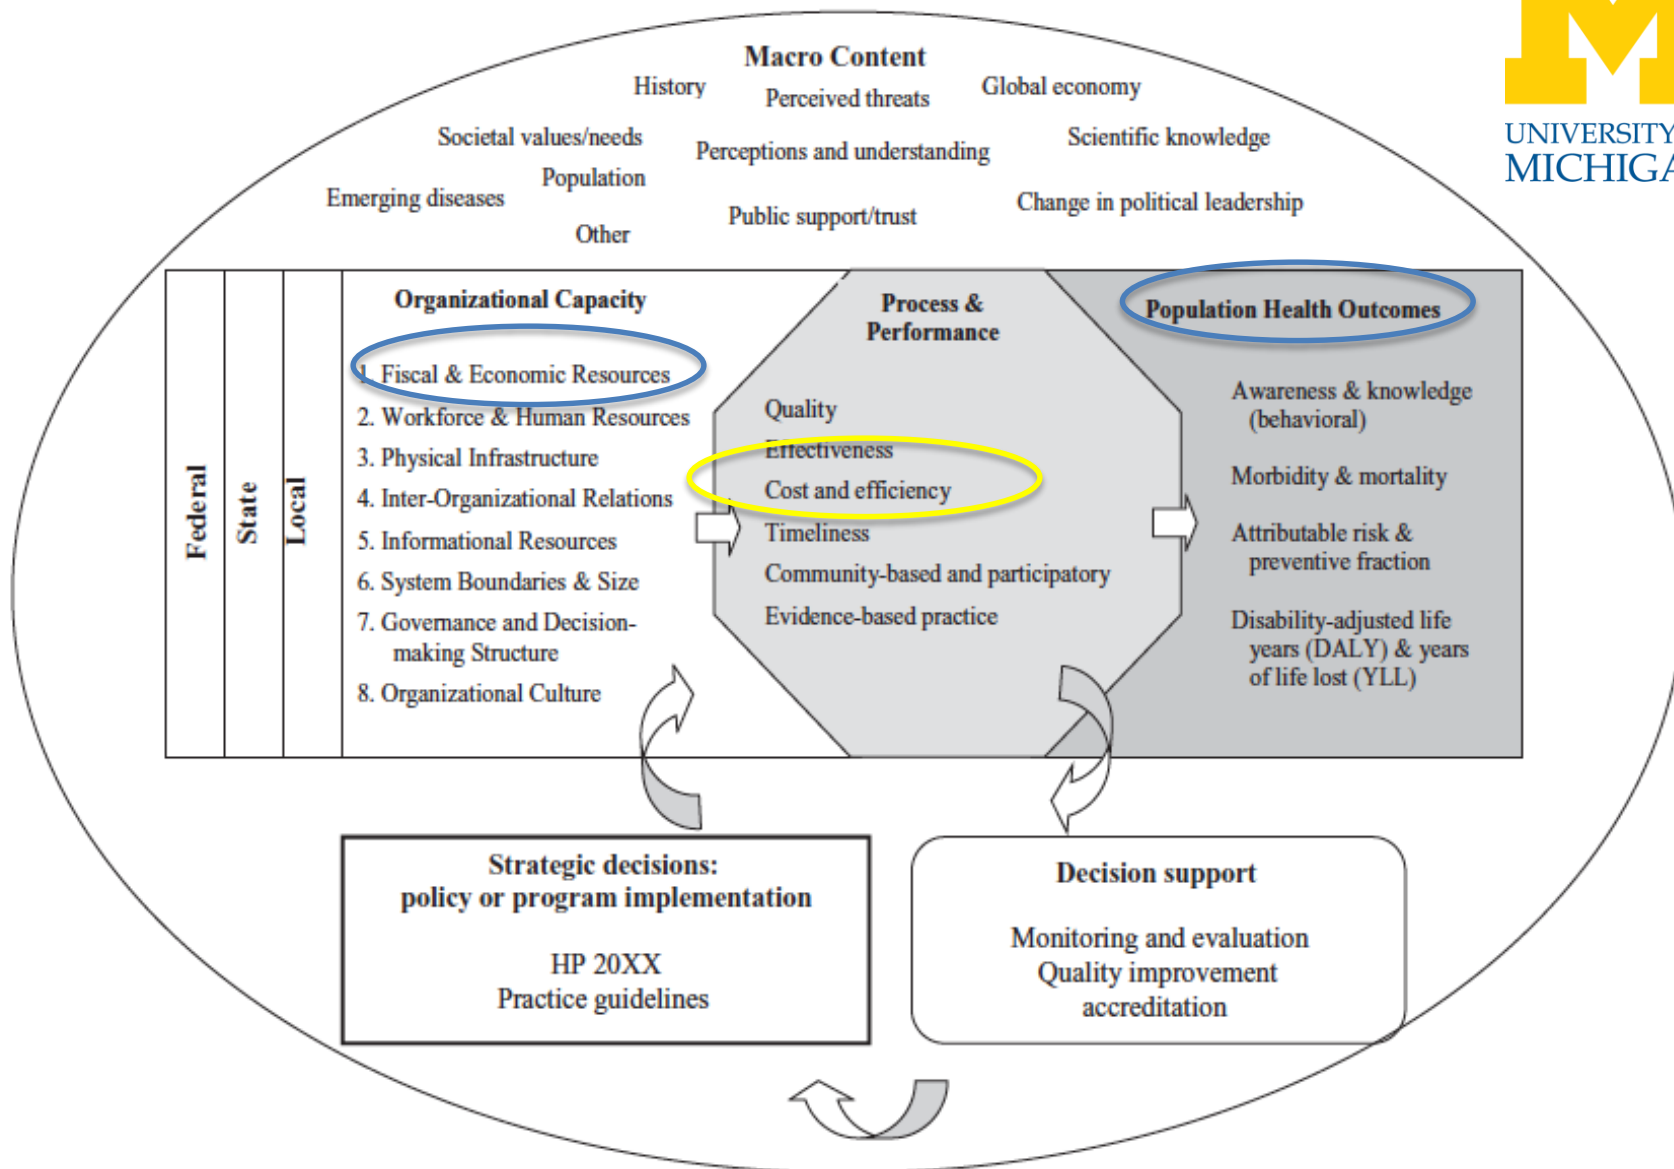 Macro Content
History
Perceived threats
Global economy
Societal values/needs
Perceptions and understanding
Scientific knowledge
Population
Emerging diseases
Public support/trust
Change in political leadership
Other
UNIVERSITY
MICHIGA
Federal
State
Local
Organizational Capacity
1. Fiscal & Economic Resources
2. Workforce & Human Resources
3. Physical Infrastructure
4. Inter-Organizational Relations
5. Informational Resources
6. System Boundaries & Size
7. Governance and Decision-
making Structure
8. Organizational Culture
Process &
Performance
Quality
Effectiveness
Cost and efficiency
Timeliness
Community-based and participatory
Evidence-based practice
Population Health Outcomes
Awareness & knowledge
(behavioral)
Morbidity & mortality
Attributable risk &
preventive fraction
Disability-adjusted life
years (DALY) & years
of life lost (YLL)
Strategic decisions:
policy or program implementation
HP 20XX
Practice guidelines
Decision support
Monitoring and evaluation
Quality improvement
accreditation